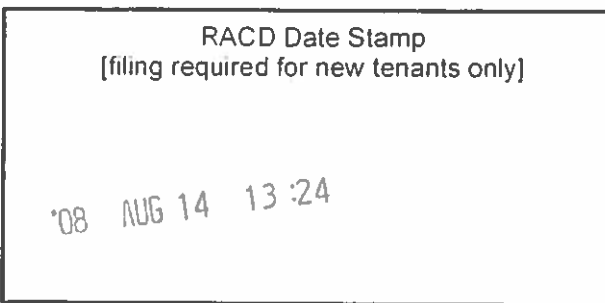 RACD Date Stamp
[filing required for new tenants only]
'08 AUG 14 13:24